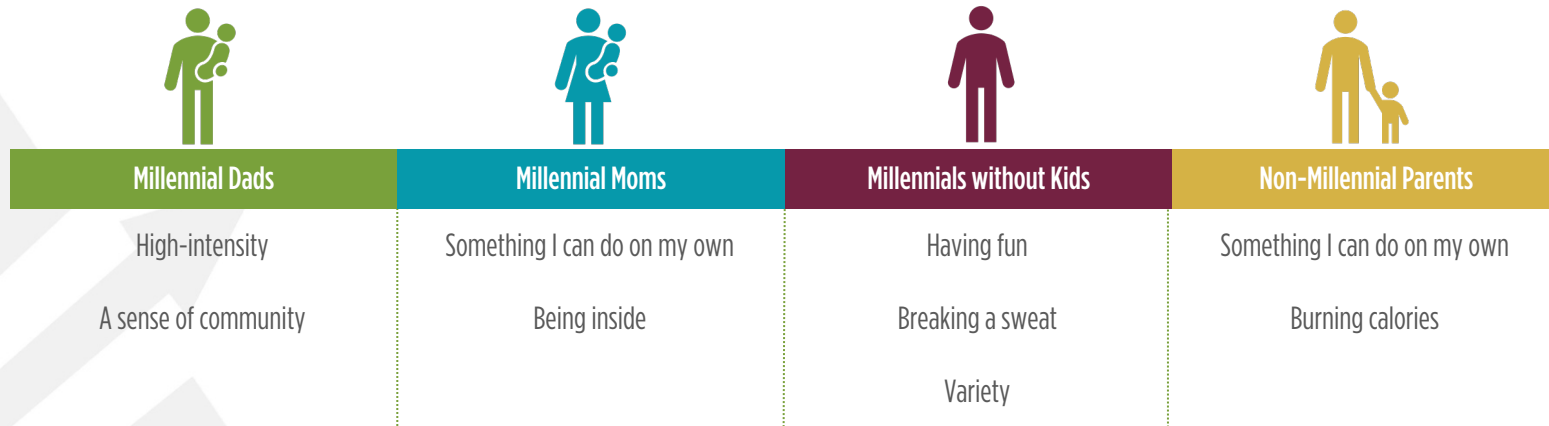 Millennial Dads
High-intensity
A sense of community
Millennial Moms
Something I can do on my own
Being inside
Millennials without Kids
Having fun
Breaking a sweat
Variety
Non-Millennial Parents
Something I can do on my own
Burning calories